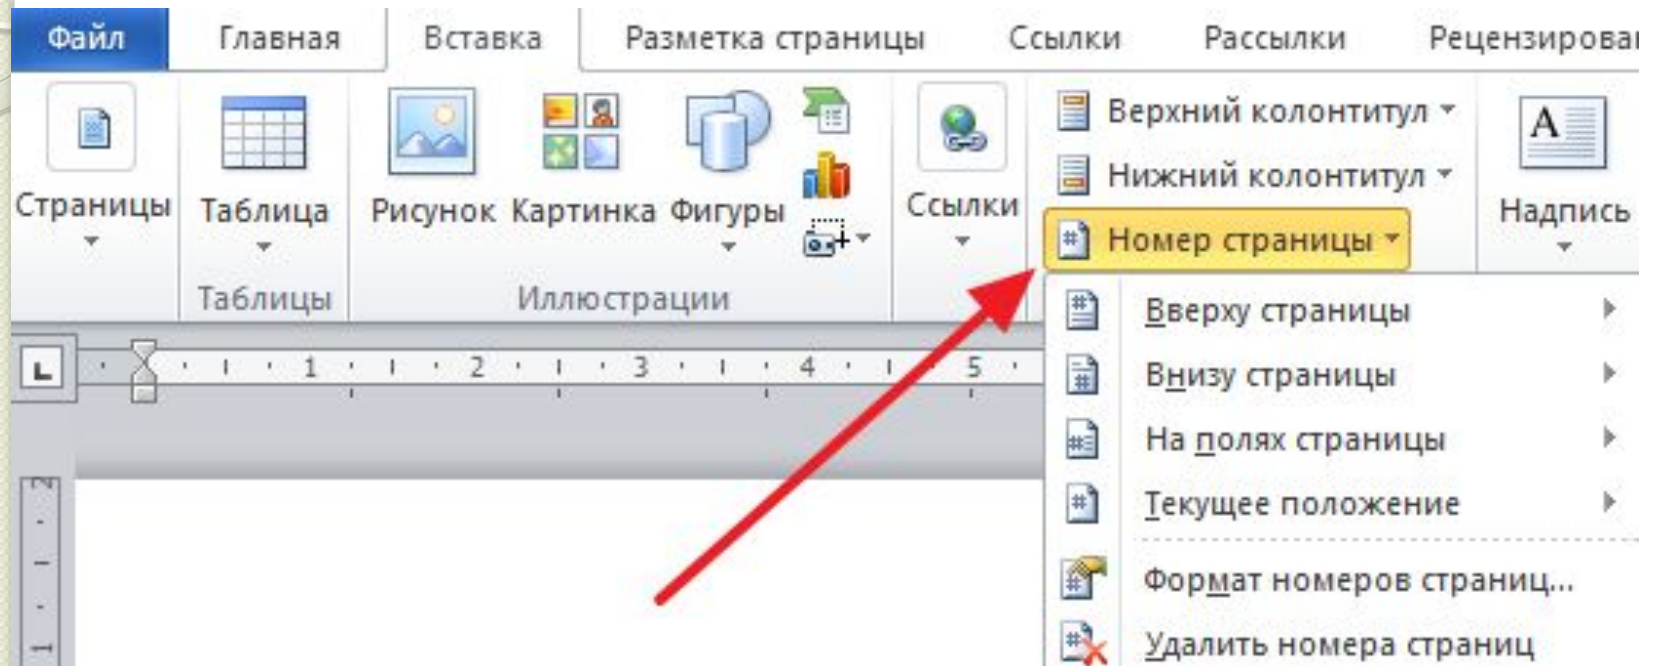 Файл Главная Вставка Разметка страницы Ссылки Рассылки
Верхний колонтитул
Нижний колонтитул
Страницы Таблица Рисунок Картинка Фигуры Ссылки Надпись
Номер страницы
Таблицы Иллюстрации
Вверху страницы
1 2 3 4 5
Внизу страницы
На полях страницы
2
Текущее положение
Формат номеров страниц...
1
Удалить номера страниц